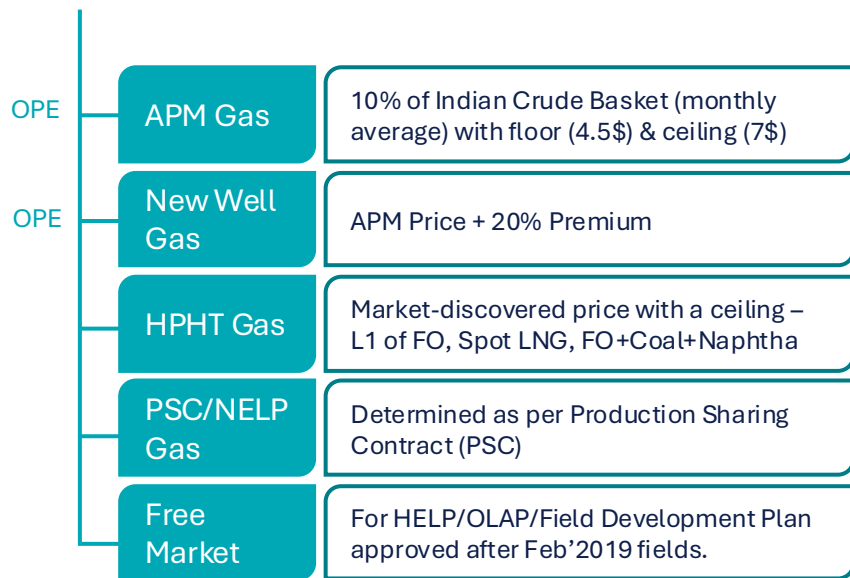 OPE
APM Gas
10% of Indian Crude Basket (monthly
average) with floor (4.5$) & ceiling (7$)
OPE
New Well
Gas
APM Price + 20% Premium
HPHT Gas
Market-discovered price with a ceiling –
L1 of FO, Spot LNG, FO+Coal+Naphtha
PSC/NELP
Gas
Determined as per Production Sharing
Contract (PSC)
Free
Market
For HELP/OLAP/Field Development Plan
approved after Feb’2019 fields.